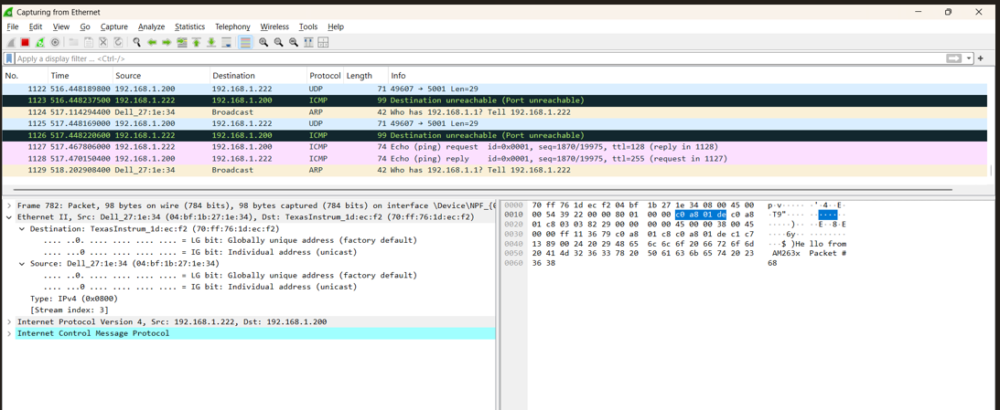 Capturing from Ethernet
File Edit View Go Capture Analyze Statistics Telephony Wireless Tools Help
Apply a display filter ... <Ctrl-/>
No. Time Source Destination Protocol Length Info
1122 516.448189800 192.168.1.200 192.168.1.222 UDP 71 49607 → 5001 Len=29
1123 516.448237500 192.168.1.222 192.168.1.200 ICMP 99 Destination unreachable (Port unreachable)
1124 517.114294400 Dell_27:1e:34 Broadcast ARP 42 Who has 192.168.1.1? Tell 192.168.1.222
1125 517.448169000 192.168.1.200 192.168.1.222 UDP 71 49607 → 5001 Len=29
1126 517.448220600 192.168.1.222 192.168.1.200 ICMP 99 Destination unreachable (Port unreachable)
1127 517.467806000 192.168.1.222 192.168.1.200 ICMP 74 Echo (ping) request id=0x0001, seq=1870/19975, ttl=128 (reply in 1128)
1128 517.470150400 192.168.1.200 192.168.1.222 ICMP 74 Echo (ping) reply id=0x0001, seq=1870/19975, ttl=255 (request in 1127)
1129 518.202908400 Dell_27:1e:34 Broadcast ARP 42 Who has 192.168.1.1? Tell 192.168.1.222
Frame 782: Packet, 98 bytes on wire (784 bits), 98 bytes captured (784 bits) on interface \Device\NPF_{
Ethernet II, Src: Dell_27:1e:34 (04:bf:1b:27:1e:34), Dst: TexasInstrum_1d:ec:f2 (70:ff:76:1d:ec:f2)
Destination: TexasInstrum_1d:ec:f2 (70:ff:76:1d:ec:f2)
.... ..0. .... .... .... .... = LG bit: Globally unique address (factory default)
.... ...0 .... .... .... .... = IG bit: Individual address (unicast)
Source: Dell_27:1e:34 (04:bf:1b:27:1e:34)
.... ..0. .... .... .... .... = LG bit: Globally unique address (factory default)
.... ...0 .... .... .... .... = IG bit: Individual address (unicast)
Type: IPv4 (0x0800)
[Stream index: 3]
Internet Protocol Version 4, Src: 192.168.1.222, Dst: 192.168.1.200
Internet Control Message Protocol
0000 70 ff 76 1d ec f2 04 bf 1b 27 1e 34 08 00 45 00 p·v····· ·'·4··E·
0010 00 54 39 22 00 00 80 01 00 00 c0 a8 01 de c0 a8 ·T9"···· ········
0020 01 c8 03 03 82 29 00 00 00 00 45 00 00 38 00 45 ·····)·· ··E··8·E
0030 00 00 ff 11 36 79 c0 a8 01 c8 c0 a8 01 de c1 c7 ····6y·· ········
0040 13 89 00 24 20 29 48 65 6c 6c 6f 20 66 72 6f 6d ···$ )He llo from
0050 20 41 4d 32 36 33 78 20 50 61 63 6b 65 74 20 23 AM263x Packet #
0060 36 38 68